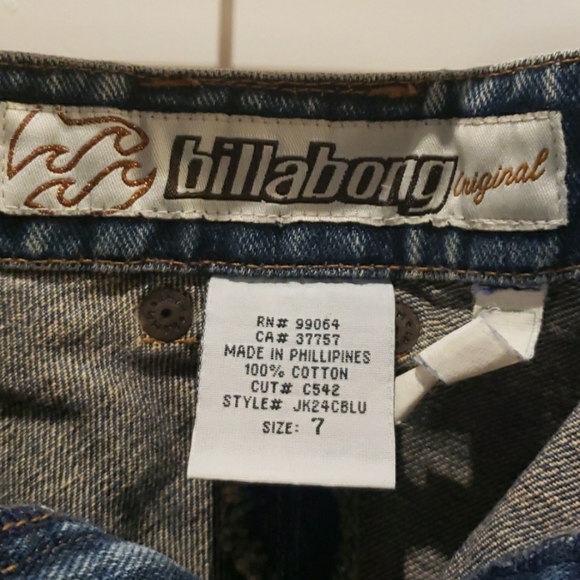 billabong Original
RN# 99064
CA# 37757
MADE IN PHILLIPINES
100% COTTON
CUT# C542
STYLE# JK24CBLU
SIZE: 7